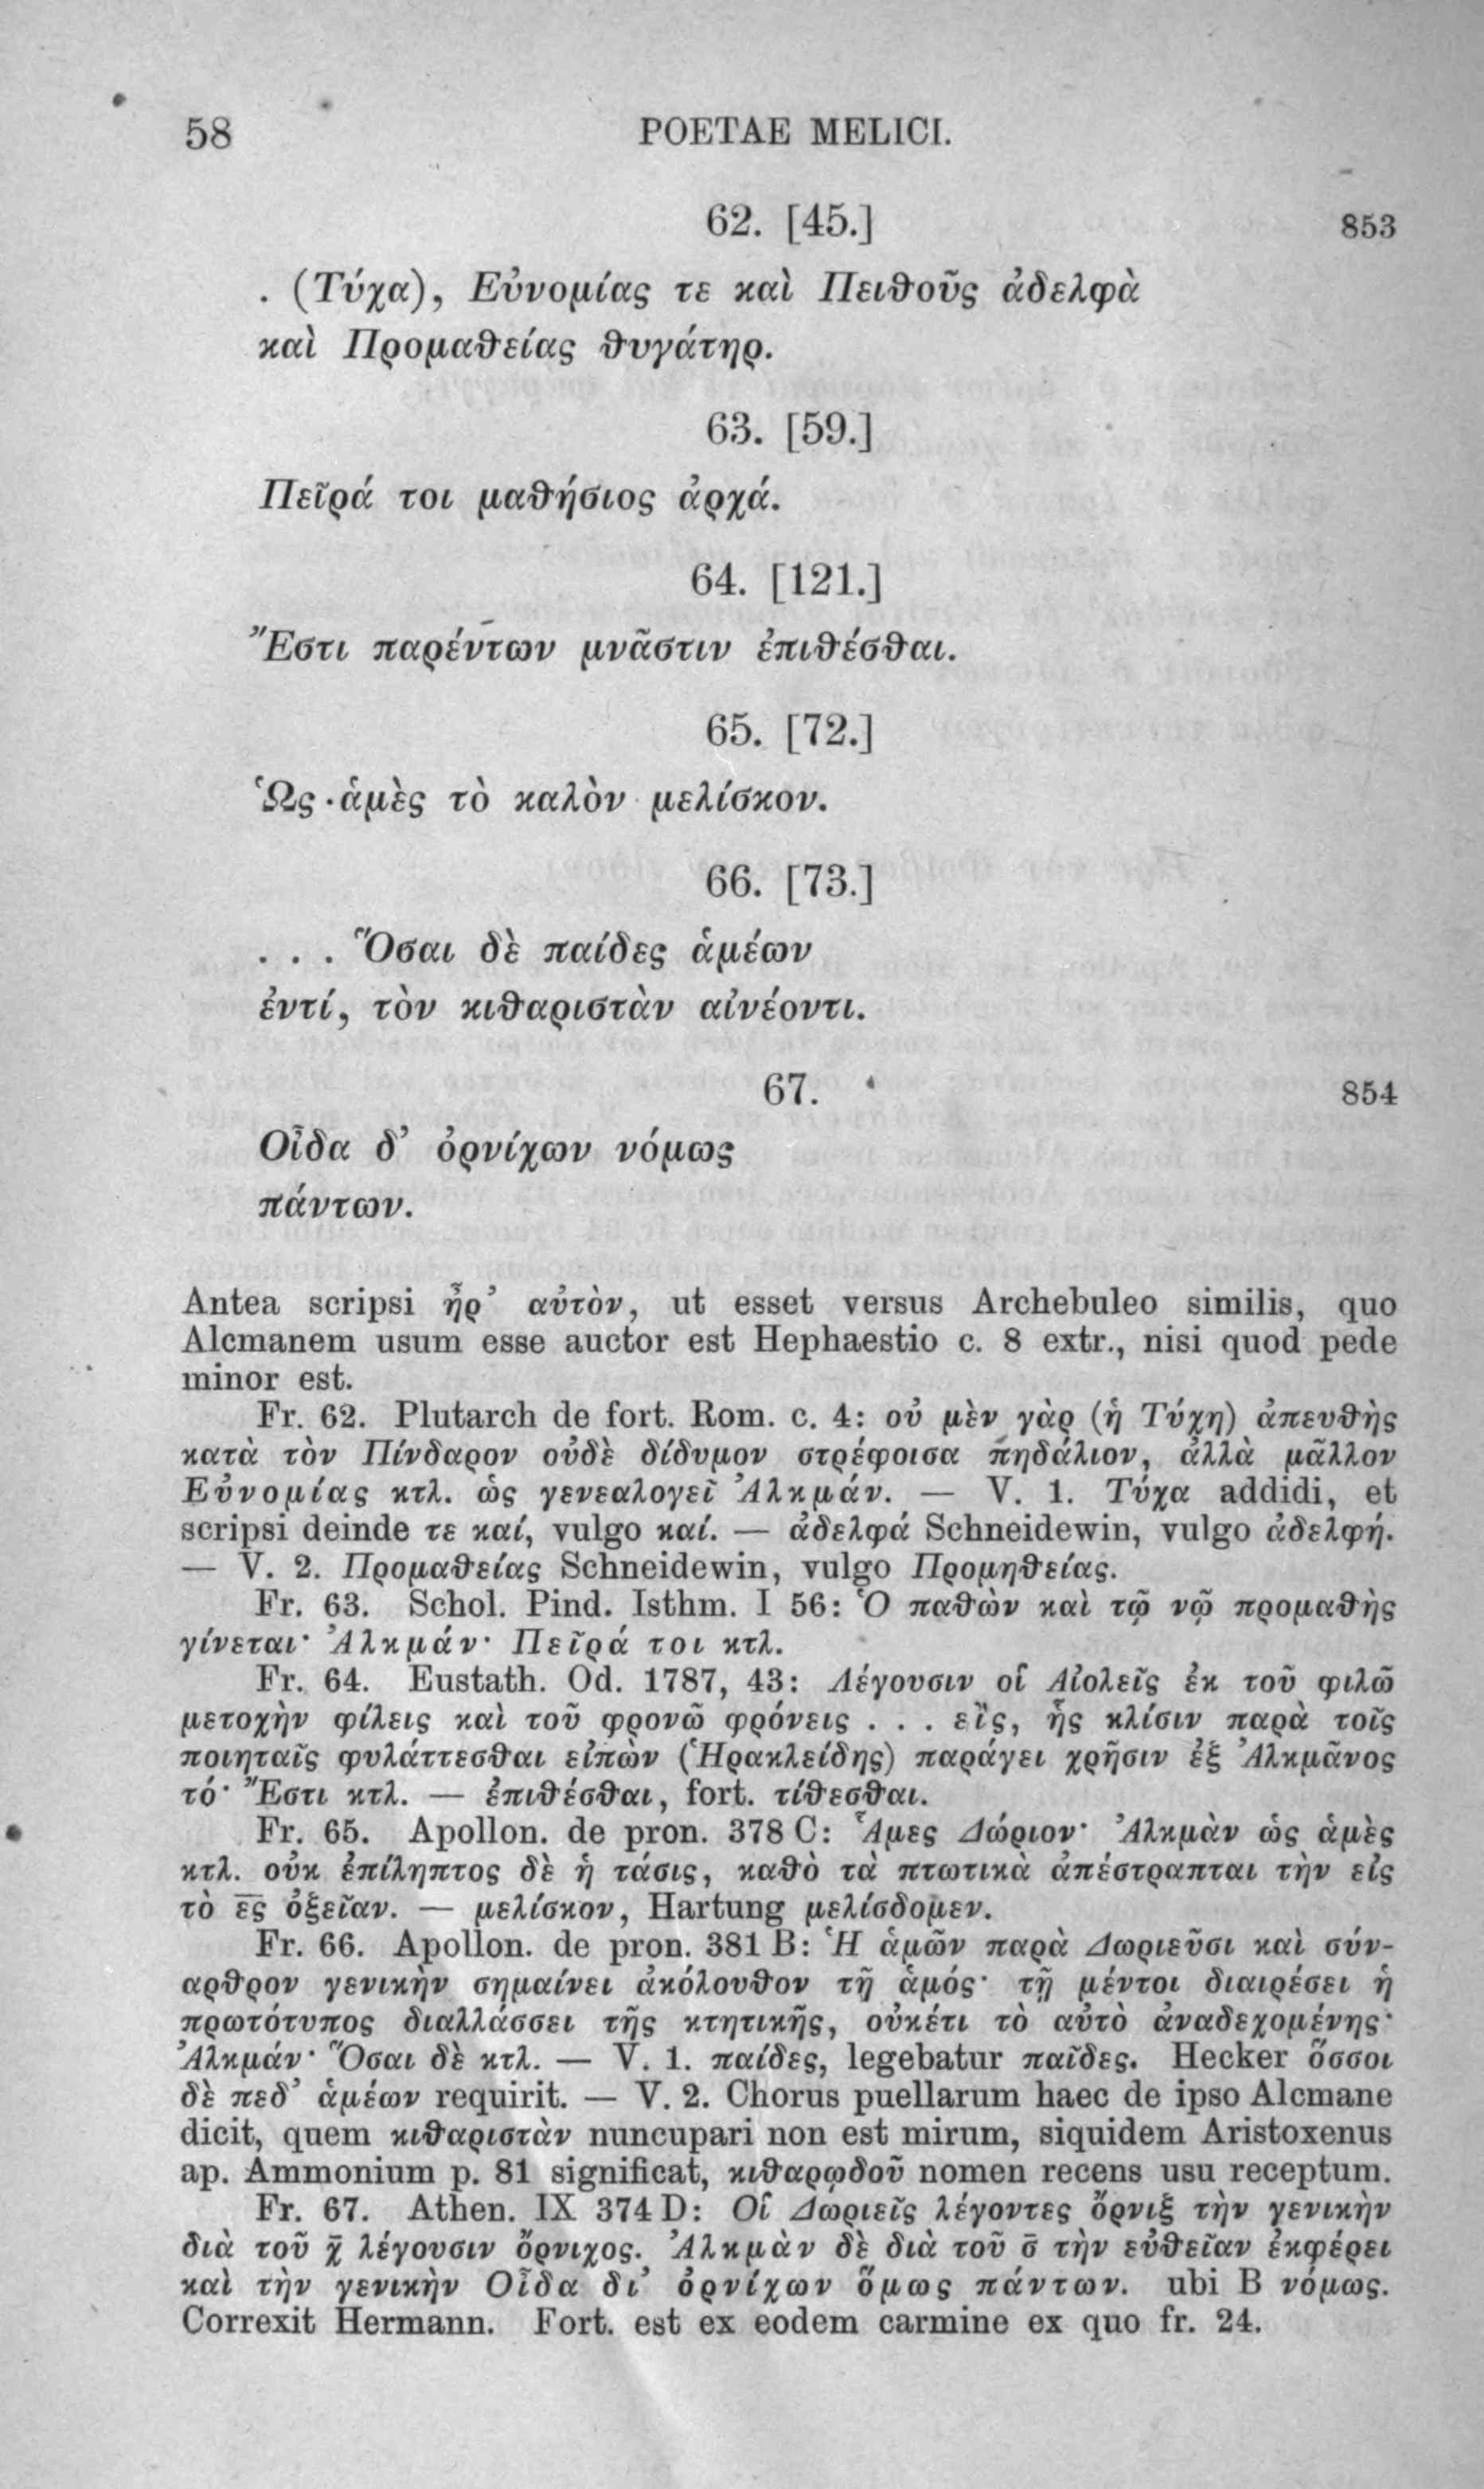 58 POETAE MELICI.
62. [45.] 853
. (Τύχα), Εὐνομίας τε καὶ Πειθοῦς ἀδελφὰ
καὶ Προμαθείας θυγάτηρ.
63. [59.]
Πεῖρά τοι μαθήσιος ἀρχά.
64. [121.]
Ἔστι παρέντων μνᾶστιν ἐπιθέσθαι.
65. [72.]
Ὡς ἁμὲς τὸ καλὸν μελίσκον.
66. [73.]
. . . Ὅσαι δὲ παίδες ἁμέων
ἐντί, τὸν κιθαριστὰν αἰνέοντι.
67. 854
Οἶδα δ’ ὀρνίχων νόμως
πάντων.
Antea scripsi ἦρ’ αὐτὸν, ut esset versus Archebuleo similis, quo
Alcmanem usum esse auctor est Hephaestio c. 8 extr., nisi quod pede
minor est.
Fr. 62. Plutarch de fort. Rom. c. 4: οὐ μὲν γὰρ (ἡ Τύχη) ἀπευθὴς
κατὰ τὸν Πίνδαρον οὐδὲ δίδυμον στρέφοισα πηδάλιον, ἀλλὰ μᾶλλον
Εὐνομίας κτλ. ὡς γενεαλογεῖ Ἀλκμάν. — V. 1. Τύχα addidi, et
scripsi deinde τε καί, vulgo καί. — ἀδελφά Schneidewin, vulgo ἀδελφή.
— V. 2. Προμαθείας Schneidewin, vulgo Προμηθείας.
Fr. 63. Schol. Pind. Isthm. I 56: Ὁ παθὼν καὶ τῷ νῷ προμαθὴς
γίνεται· Ἀλκμάν· Πεῖρά τοι κτλ.
Fr. 64. Eustath. Od. 1787, 43: Λέγουσιν οἱ Αἰολεῖς ἐκ τοῦ φιλῶ
μετοχὴν φίλεις καὶ τοῦ φρονῶ φρόνεις . . . εἲς, ἧς κλίσιν παρὰ τοῖς
ποιηταῖς φυλάττεσθαι εἰπὼν (Ἡρακλείδης) παράγει χρῆσιν ἐξ Ἀλκμᾶνος
τό· Ἔστι κτλ. — ἐπιθέσθαι, fort. τίθεσθαι.
Fr. 65. Apollon. de pron. 378 C: Ἇμες Δώριον· Ἀλκμὰν ὡς ἁμὲς
κτλ. οὐκ ἐπίληπτος δὲ ἡ τάσις, καθὸ τὰ πτωτικὰ ἀπέστραπται τὴν εἰς
τὸ ε̅ς̅ ὀξεῖαν. — μελίσκον, Hartung μελίσδομεν.
Fr. 66. Apollon. de pron. 381 B: Ἡ ἁμῶν παρὰ Δωριεῦσι καὶ σύν-
αρθρον γενικὴν σημαίνει ἀκόλουθον τῇ ἁμός· τῇ μέντοι διαιρέσει ἡ
πρωτότυπος διαλλάσσει τῆς κτητικῆς, οὐκέτι τὸ αὐτὸ ἀναδεχομένης·
Ἀλκμάν· Ὅσαι δὲ κτλ. — V. 1. παίδες, legebatur παῖδες. Hecker ὅσσοι
δὲ πεδ’ ἁμέων requirit. — V. 2. Chorus puellarum haec de ipso Alcmane
dicit, quem κιθαριστὰν nuncupari non est mirum, siquidem Aristoxenus
ap. Ammonium p. 81 significat, κιθαρῳδοῦ nomen recens usu receptum.
Fr. 67. Athen. IX 374 D: Οἱ Δωριεῖς λέγοντες ὄρνιξ τὴν γενικὴν
διὰ τοῦ χ̅ λέγουσιν ὄρνιχος. Ἀλκμὰν δὲ διὰ τοῦ σ̅ τὴν εὐθεῖαν ἐκφέρει
καὶ τὴν γενικὴν Οἶδα δι’ ὀρνίχων ὅμως πάντων. ubi B νόμως.
Correxit Hermann. Fort. est ex eodem carmine ex quo fr. 24.